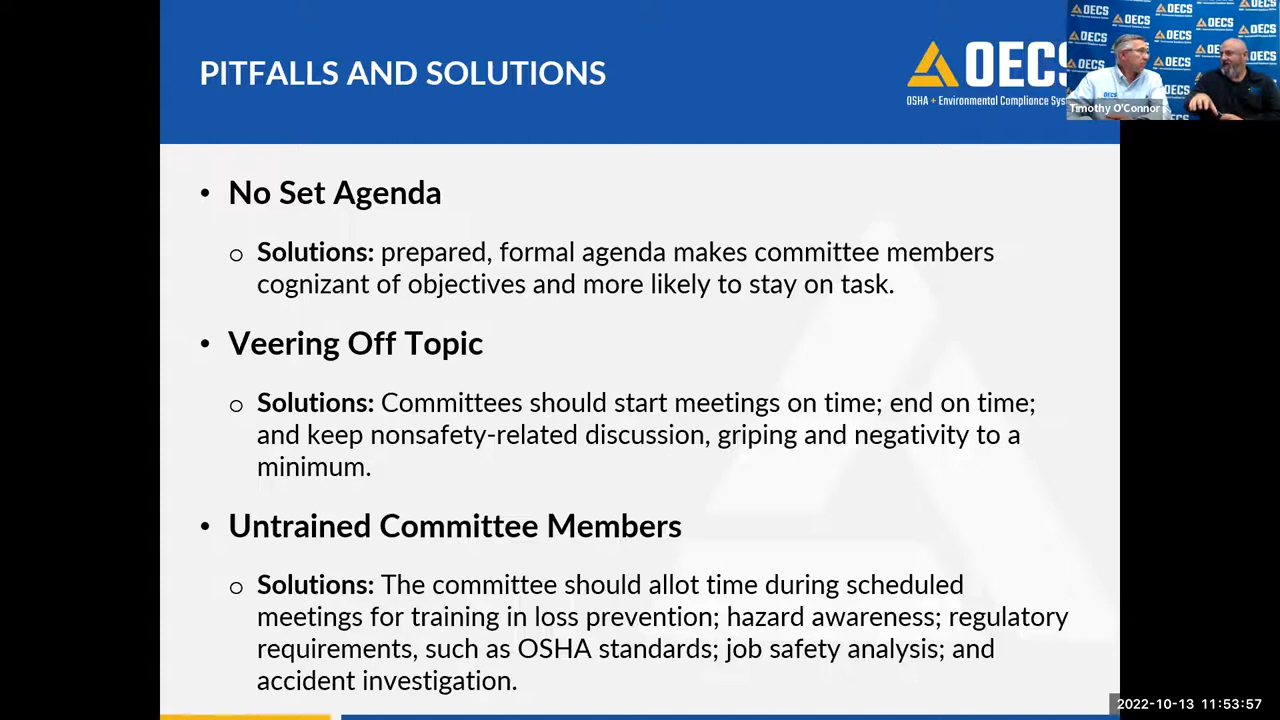 PITFALLS AND SOLUTIONS
OECS
OSHA + Environmental Compliance Sys
Timothy O'Connor
• No Set Agenda
o Solutions: prepared, formal agenda makes committee members
cognizant of objectives and more likely to stay on task.
• Veering Off Topic
o Solutions: Committees should start meetings on time; end on time;
and keep nonsafety-related discussion, griping and negativity to a
minimum.
• Untrained Committee Members
o Solutions: The committee should allot time during scheduled
meetings for training in loss prevention; hazard awareness; regulatory
requirements, such as OSHA standards; job safety analysis; and
accident investigation.
2022-10-13 11:53:57